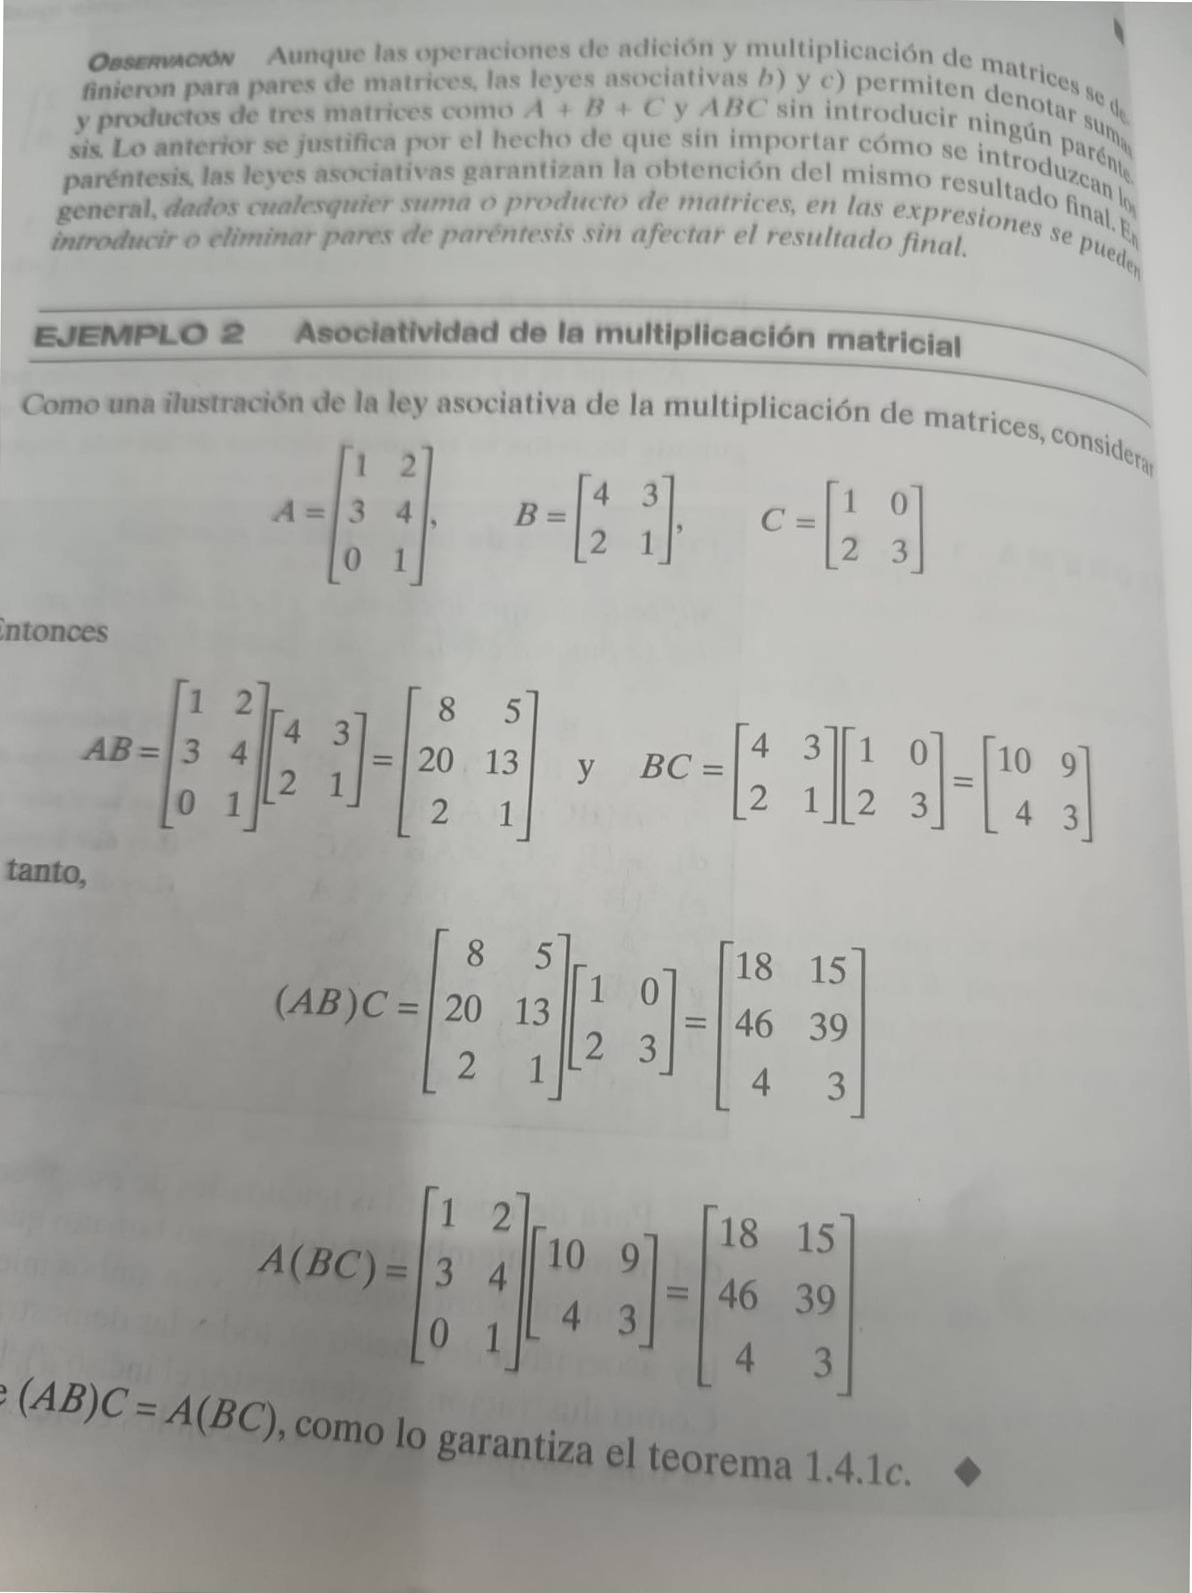 OBSERVACIÓN Aunque las operaciones de adición y multiplicación de matrices se de-
finieron para pares de matrices, las leyes asociativas b) y c) permiten denotar sumas
y productos de tres matrices como A + B + C y ABC sin introducir ningún parénte-
sis. Lo anterior se justifica por el hecho de que sin importar cómo se introduzcan los
paréntesis, las leyes asociativas garantizan la obtención del mismo resultado final. En
general, dados cualesquier suma o producto de matrices, en las expresiones se pueden
introducir o eliminar pares de paréntesis sin afectar el resultado final.
EJEMPLO 2 Asociatividad de la multiplicación matricial
Como una ilustración de la ley asociativa de la multiplicación de matrices, considerar
A = [1 2; 3 4; 0 1], B = [4 3; 2 1], C = [1 0; 2 3]
Entonces
AB = [1 2; 3 4; 0 1] [4 3; 2 1] = [8 5; 20 13; 2 1] y BC = [4 3; 2 1] [1 0; 2 3] = [10 9; 4 3]
tanto,
(AB)C = [8 5; 20 13; 2 1] [1 0; 2 3] = [18 15; 46 39; 4 3]
A(BC) = [1 2; 3 4; 0 1] [10 9; 4 3] = [18 15; 46 39; 4 3]
e (AB)C = A(BC), como lo garantiza el teorema 1.4.1c. ◆